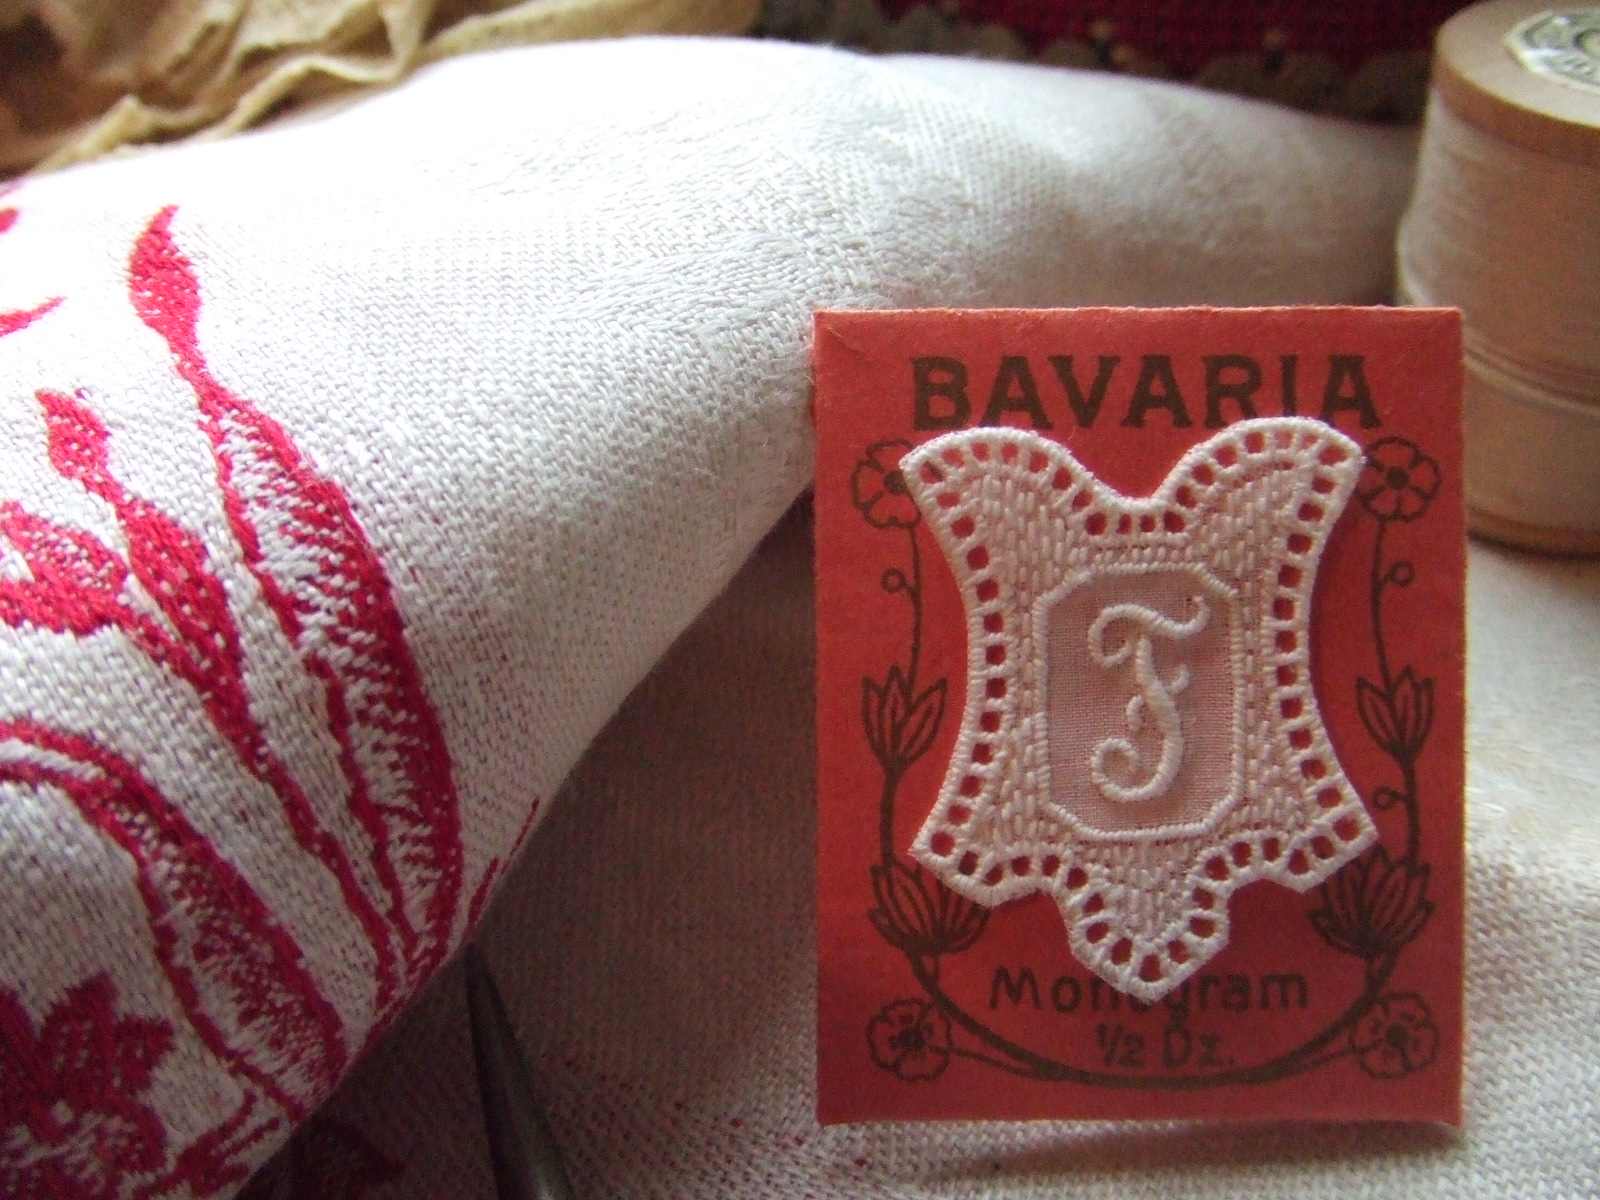 BAVARIA
F
Monogram
1/2 Dz.